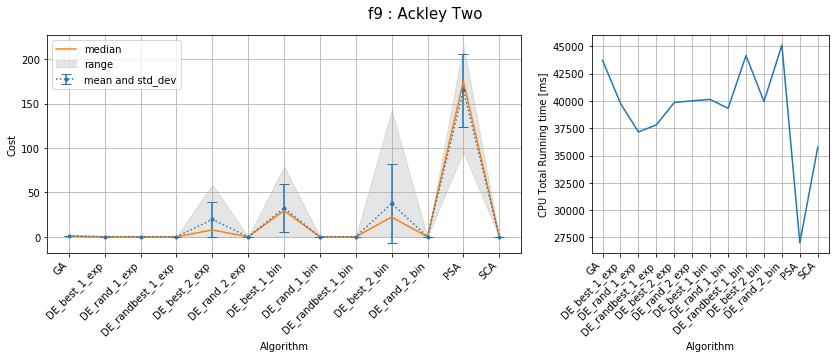 f9 : Ackley Two
median
range
mean and std_dev
Cost
200
150
100
50
0
GA
DE_best_1_exp
DE_rand_1_exp
DE_randbest_1_exp
DE_best_2_exp
DE_rand_2_exp
DE_best_1_bin
DE_rand_1_bin
DE_randbest_1_bin
DE_best_2_bin
DE_rand_2_bin
PSA
SCA
Algorithm
CPU Total Running time [ms]
45000
42500
40000
37500
35000
32500
30000
27500
GA
DE_best_1_exp
DE_rand_1_exp
DE_randbest_1_exp
DE_best_2_exp
DE_rand_2_exp
DE_best_1_bin
DE_rand_1_bin
DE_randbest_1_bin
DE_best_2_bin
DE_rand_2_bin
PSA
SCA
Algorithm